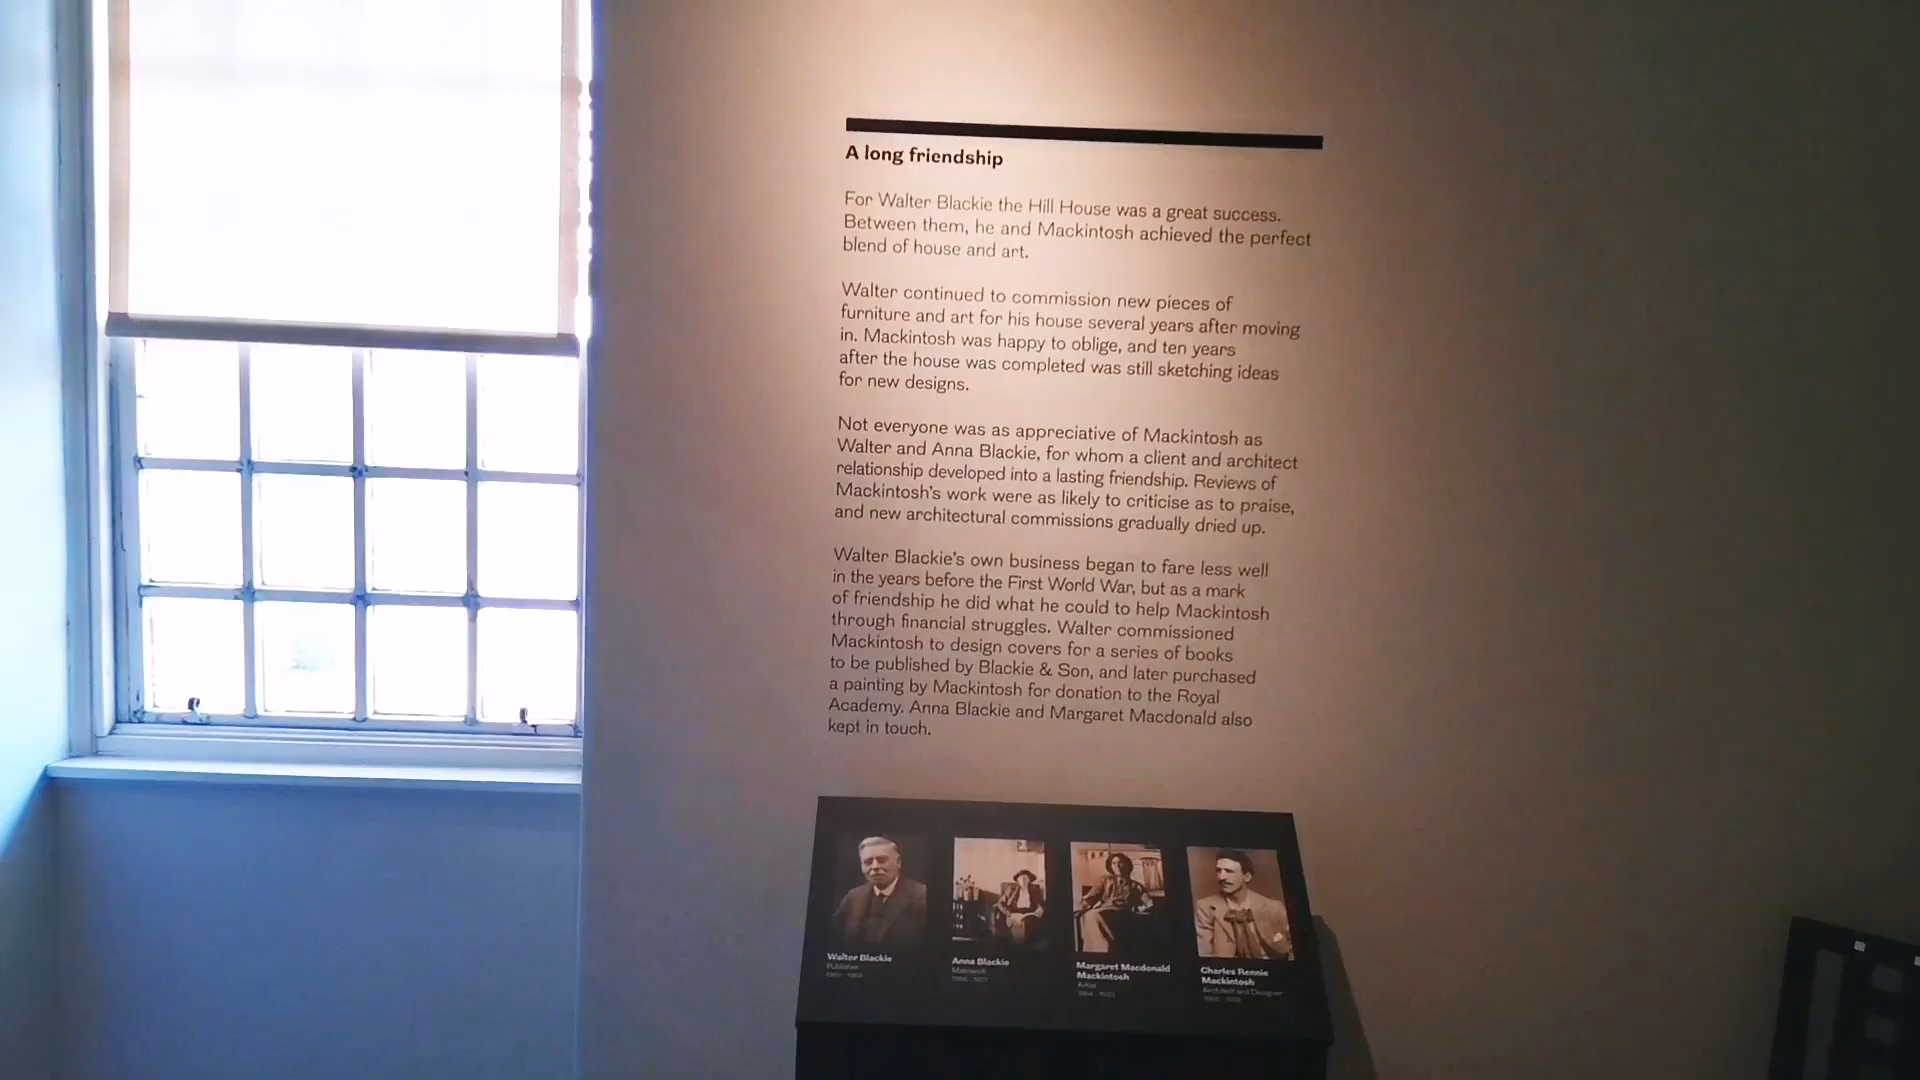 A long friendship
For Walter Blackie the Hill House was a great success.
Between them, he and Mackintosh achieved the perfect
blend of house and art.
Walter continued to commission new pieces of
furniture and art for his house several years after moving
in. Mackintosh was happy to oblige, and ten years
after the house was completed was still sketching ideas
for new designs.
Not everyone was as appreciative of Mackintosh as
Walter and Anna Blackie, for whom a client and architect
relationship developed into a lasting friendship. Reviews of
Mackintosh's work were as likely to criticise as to praise,
and new architectural commissions gradually dried up.
Walter Blackie's own business began to fare less well
in the years before the First World War, but as a mark
of friendship he did what he could to help Mackintosh
through financial struggles. Walter commissioned
Mackintosh to design covers for a series of books
to be published by Blackie & Son, and later purchased
a painting by Mackintosh for donation to the Royal
Academy. Anna Blackie and Margaret Macdonald also
kept in touch.
Walter Blackie
Publisher
Anna Blackie
Margaret Macdonald
Mackintosh
Artist
Charles Rennie
Mackintosh
Architect and Designer